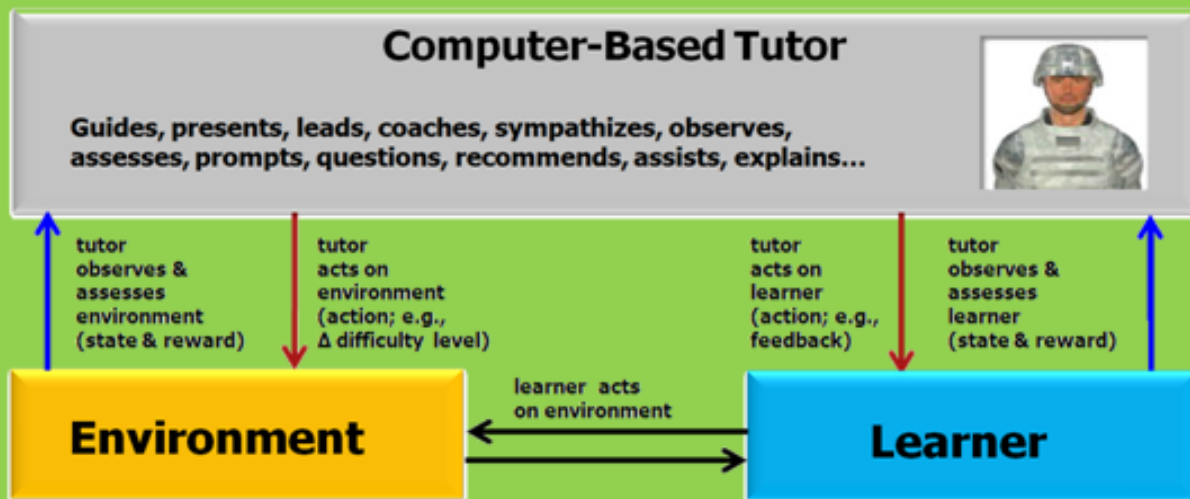 Computer-Based Tutor
Guides, presents, leads, coaches, sympathizes, observes,
assesses, prompts, questions, recommends, assists, explains...
tutor
observes &
assesses
environment
(state & reward)
tutor
acts on
environment
(action; e.g.,
Δ difficulty level)
tutor
acts on
learner
(action; e.g.,
feedback)
tutor
observes &
assesses
learner
(state & reward)
learner acts
on environment
Environment
Learner